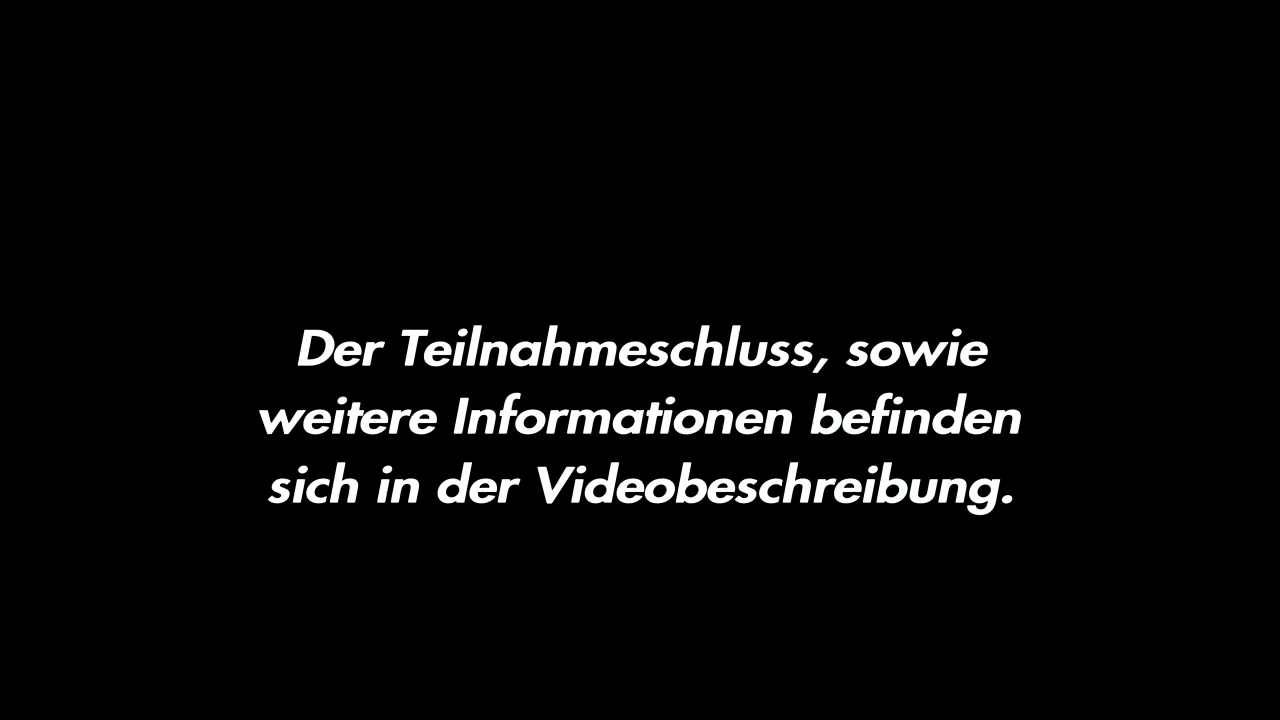 Der Teilnahmeschluss, sowie
weitere Informationen befinden
sich in der Videobeschreibung.